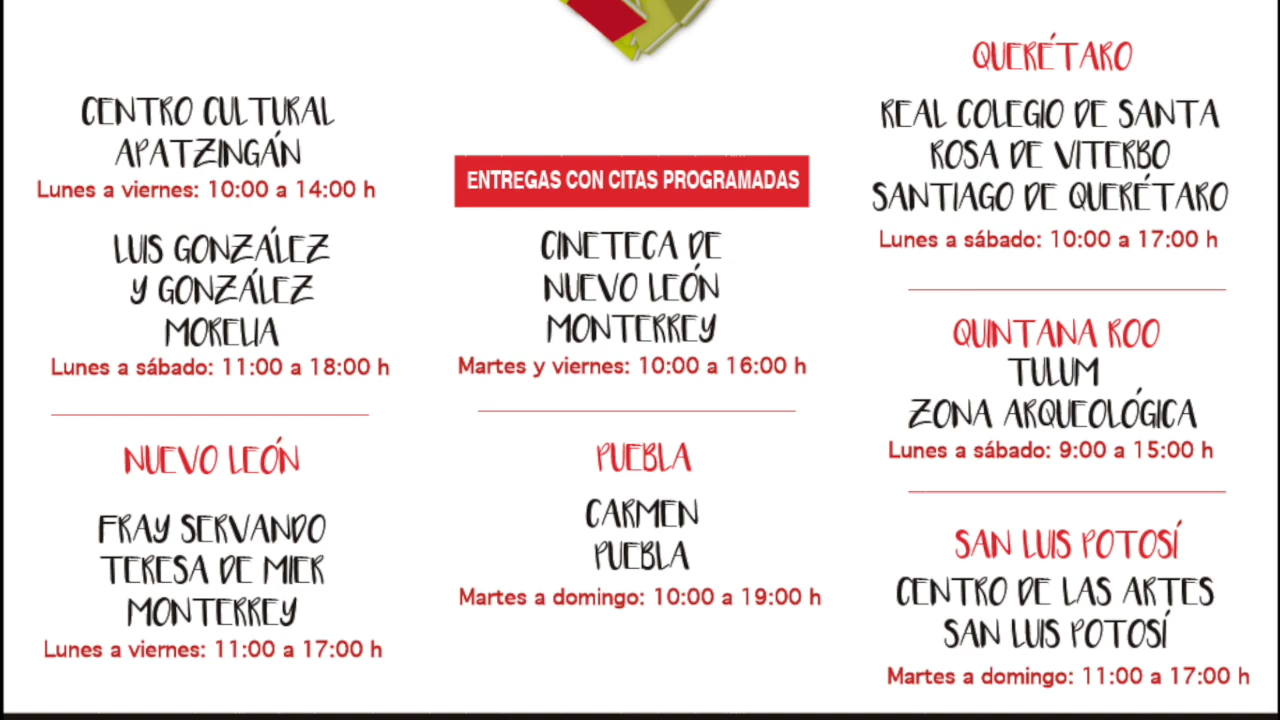 CENTRO CULTURAL
APATZINGÁN
Lunes a viernes: 10:00 a 14:00 h
LUIS GONZÁLEZ
Y GONZÁLEZ
MORELIA
Lunes a sábado: 11:00 a 18:00 h
NUEVO LEÓN
FRAY SERVANDO
TERESA DE MIER
MONTERREY
Lunes a viernes: 11:00 a 17:00 h
ENTREGAS CON CITAS PROGRAMADAS
CINETECA DE
NUEVO LEÓN
MONTERREY
Martes y viernes: 10:00 a 16:00 h
PUEBLA
CARMEN
PUEBLA
Martes a domingo: 10:00 a 19:00 h
QUERÉTARO
REAL COLEGIO DE SANTA
ROSA DE VITERBO
SANTIAGO DE QUERÉTARO
Lunes a sábado: 10:00 a 17:00 h
QUINTANA ROO
TULUM
ZONA ARQUEOLÓGICA
Lunes a sábado: 9:00 a 15:00 h
SAN LUIS POTOSÍ
CENTRO DE LAS ARTES
SAN LUIS POTOSÍ
Martes a domingo: 11:00 a 17:00 h